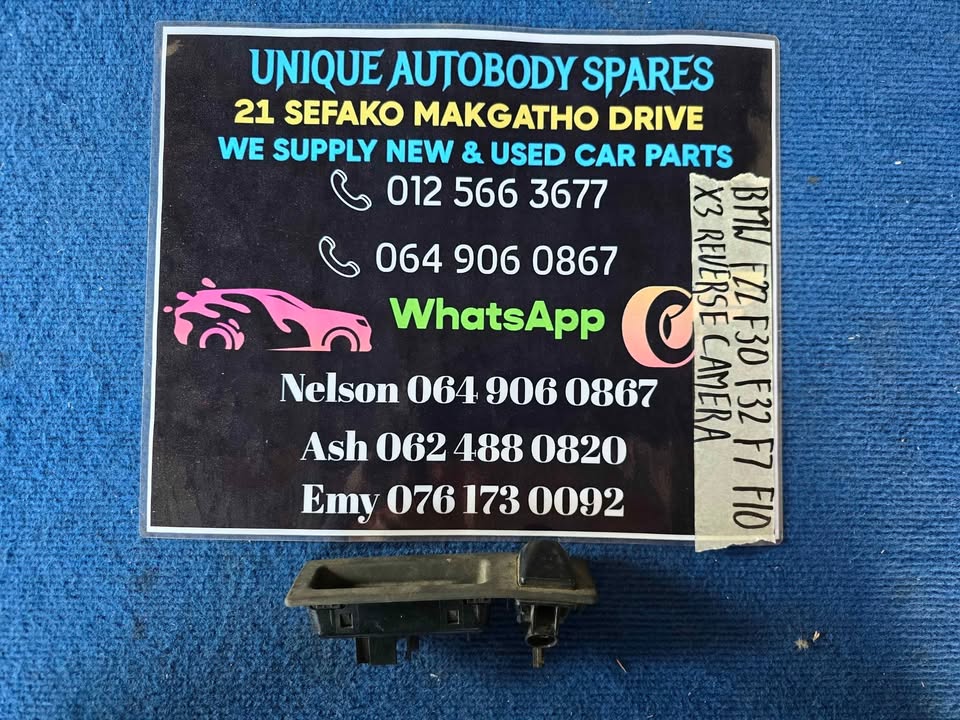 UNIQUE AUTOBODY SPARES
21 SEFAKO MAKGATHO DRIVE
WE SUPPLY NEW & USED CAR PARTS
012 566 3677
064 906 0867
WhatsApp
Nelson 064 906 0867
Ash 062 488 0820
Emy 076 173 0092
BMW F22 F30 F32 F7 F10
X3 REVERSE CAMERA